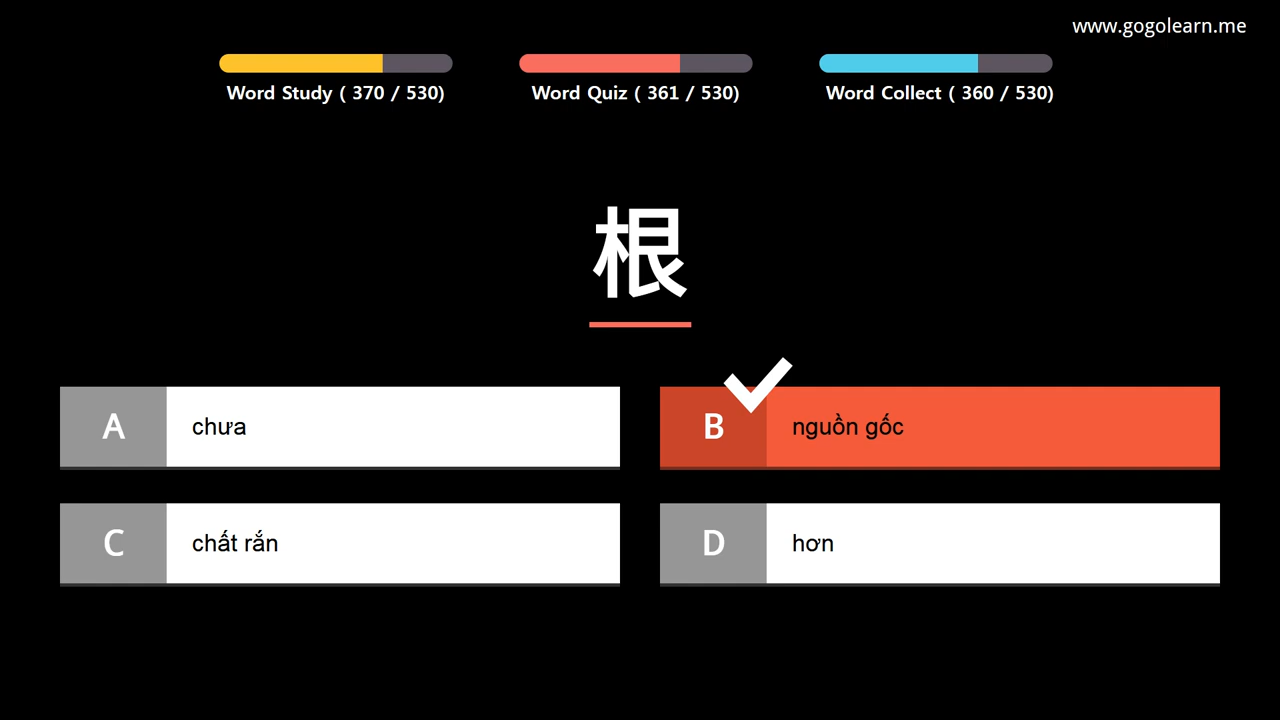 www.gogolearn.me
Word Study ( 370 / 530)
Word Quiz ( 361 / 530)
Word Collect ( 360 / 530)
根
A chưa
B nguồn gốc
C chất rắn
D hơn